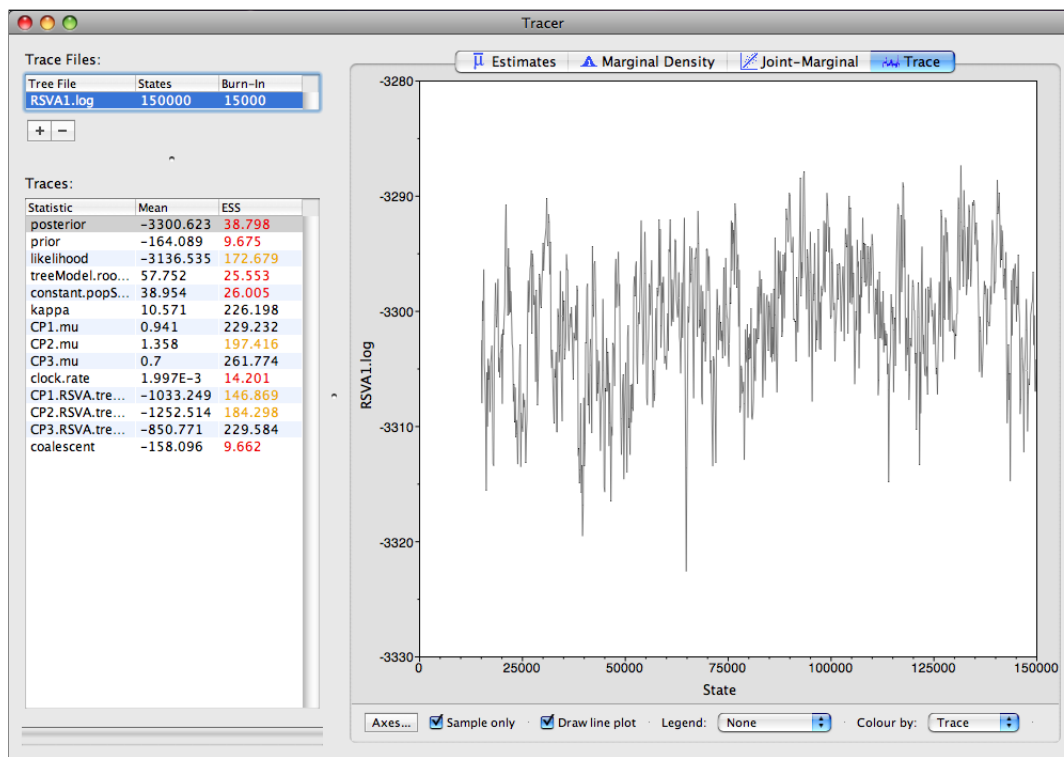 Tracer
Trace Files:
Tree File States Burn-In
RSVA1.log 150000 15000
+ −
Traces:
Statistic Mean ESS
posterior -3300.623 38.798
prior -164.089 9.675
likelihood -3136.535 172.679
treeModel.roo... 57.752 25.553
constant.popS... 38.954 26.005
kappa 10.571 226.198
CP1.mu 0.941 229.232
CP2.mu 1.358 197.416
CP3.mu 0.7 261.774
clock.rate 1.997E-3 14.201
CP1.RSVA.tre... -1033.249 146.869
CP2.RSVA.tre... -1252.514 184.298
CP3.RSVA.tre... -850.771 229.584
coalescent -158.096 9.662
μ Estimates Marginal Density Joint-Marginal Trace
-3280
-3290
-3300
-3310
-3320
-3330
RSVA1.log
0 25000 50000 75000 100000 125000 150000
State
Axes... Sample only Draw line plot Legend: None Colour by: Trace